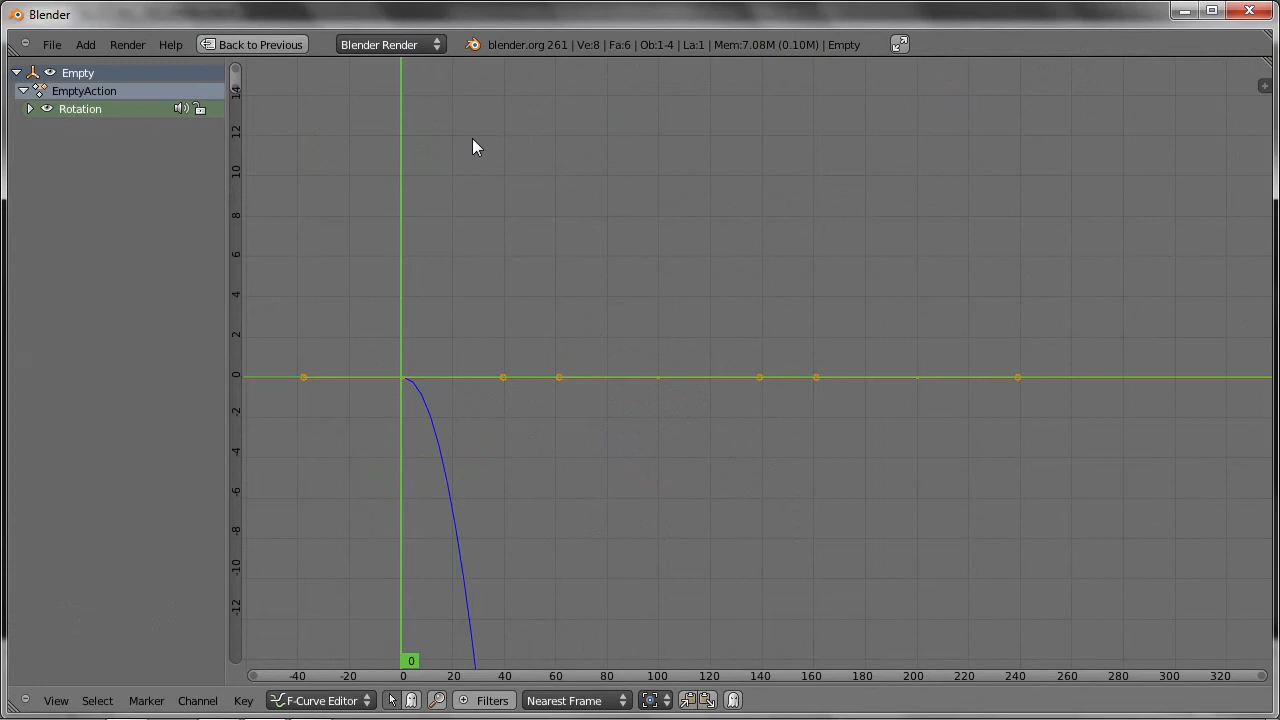 Blender
File Add Render Help Back to Previous Blender Render blender.org 261 | Ve:8 | Fa:6 | Ob:1-4 | La:1 | Mem:7.08M (0.10M) | Empty
Empty
EmptyAction
Rotation
14
12
10
8
6
4
2
0
-2
-4
-6
-8
-10
-12
0
-40 -20 0 20 40 60 80 100 120 140 160 180 200 220 240 260 280 300 320
View Select Marker Channel Key F-Curve Editor Filters Nearest Frame